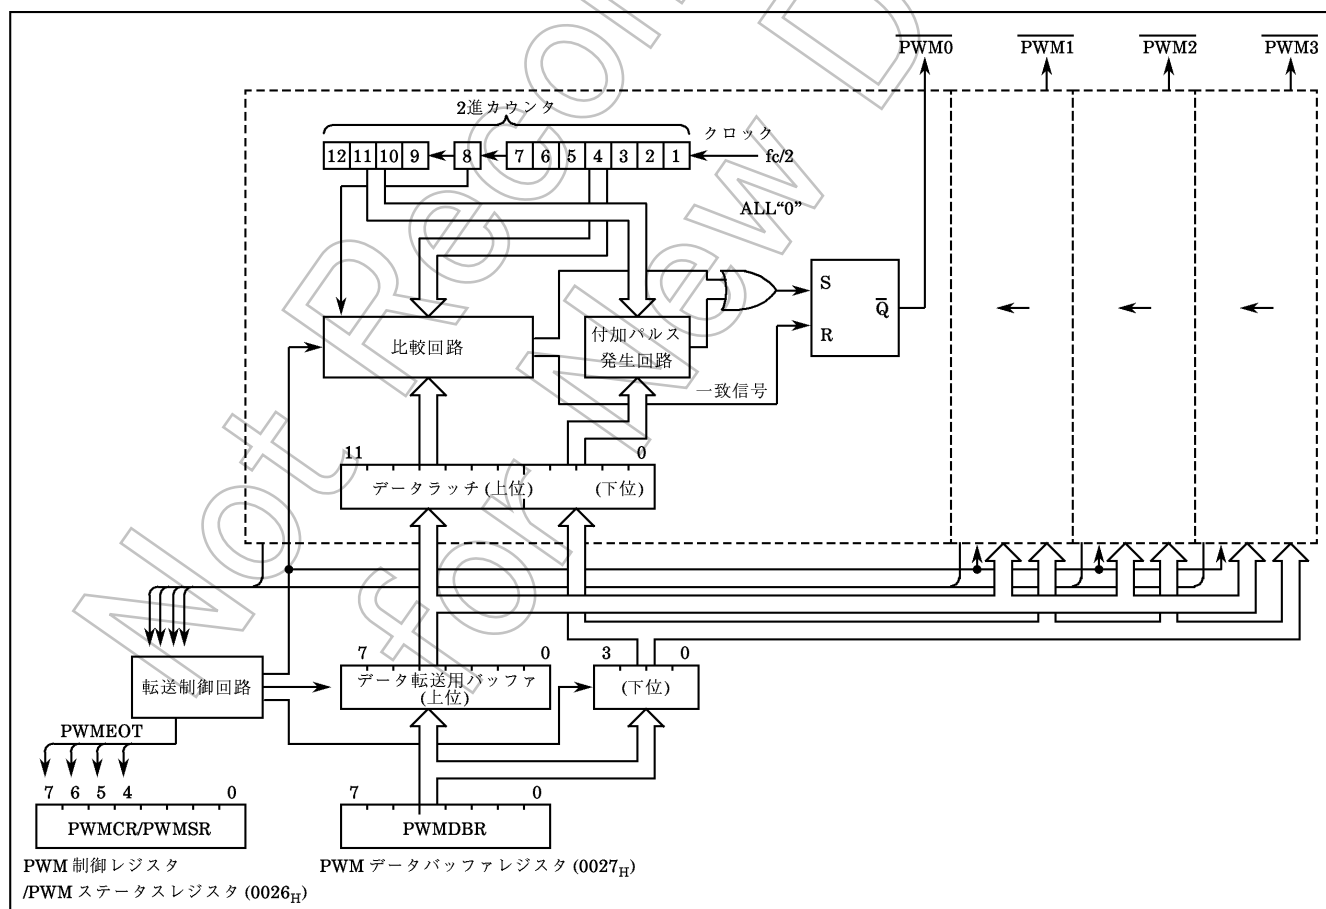 PWM0 PWM1 PWM2 PWM3
2進カウンタ
クロック
12 11 10 9 8 7 6 5 4 3 2 1
fc/2
ALL“0”
S
R
Q
比較回路
付加パルス
発生回路
一致信号
11 0
データラッチ (上位) (下位)
7 0 3 0
転送制御回路
データ転送用バッファ
(上位)
(下位)
PWMEOT
7 6 5 4 0
7 0
PWMCR/PWMSR
PWMDBR
PWM 制御レジスタ
/PWM ステータスレジスタ (0026H)
PWM データバッファレジスタ (0027H)
Not Recom
for New D